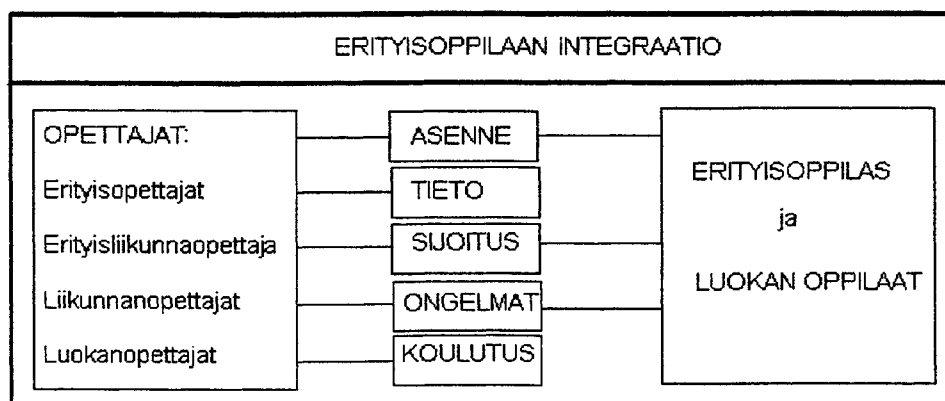 ERITYISOPPILAAN INTEGRAATIO
OPETTAJAT:
Erityisopettajat
Erityisliikunnaopettaja
Liikunnanopettajat
Luokanopettajat
ASENNE
TIETO
SIJOITUS
ONGELMAT
KOULUTUS
ERITYISOPPILAS
ja
LUOKAN OPPILAAT